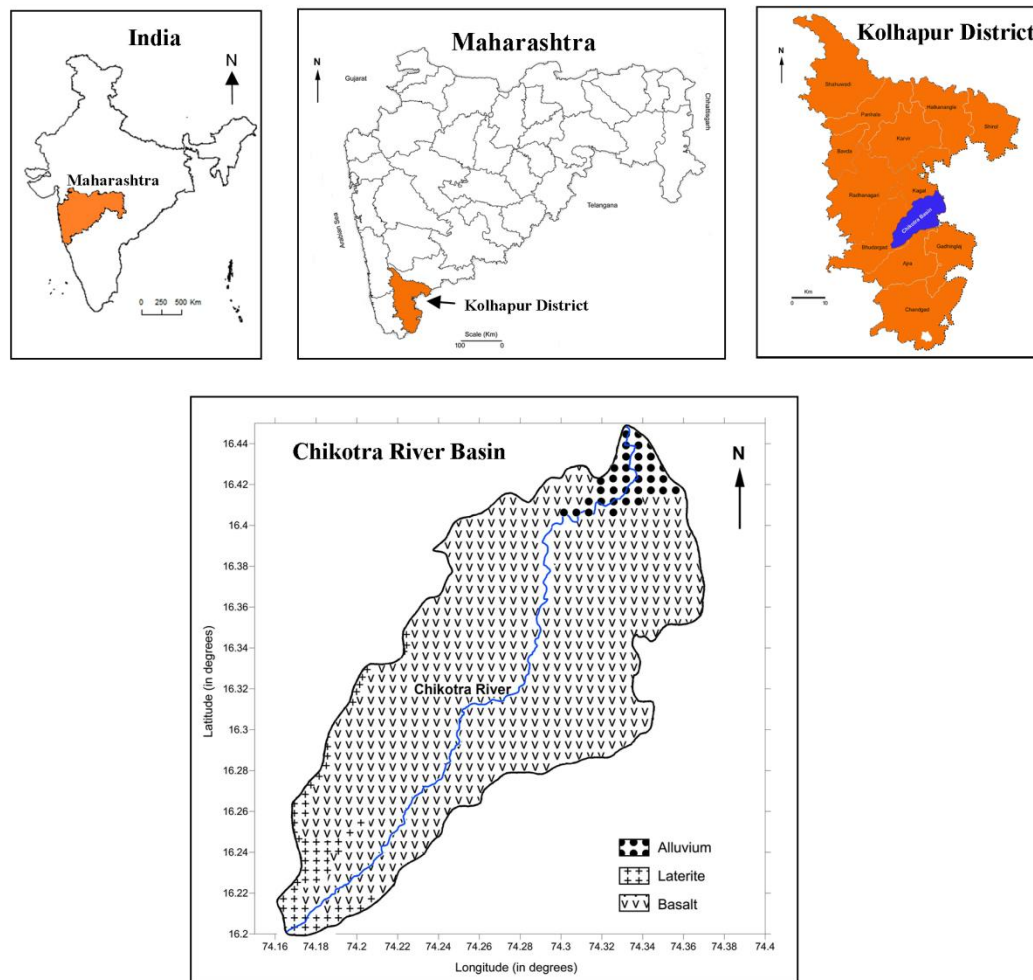 India
N
Maharashtra
0 250 500 Km
Maharashtra
N
Gujarat
Chhatisgarh
Arabian Sea
Telangana
Kolhapur District
Scale (Km)
100 0
Kolhapur District
N
Shahuwadi
Panhala
Hatkanangla
Shirol
Karvir
Bavda
Radhanagari
Kagal
Chikotra Basin
Bhudargad
Gadhinglaj
Ajra
Km
0 10
Chandgad
Chikotra River Basin
N
16.44
16.42
16.4
16.38
16.36
16.34
16.32
16.3
16.28
16.26
16.24
16.22
16.2
Latitude (in degrees)
Chikotra River
Alluvium
Laterite
Basalt
74.16 74.18 74.2 74.22 74.24 74.26 74.28 74.3 74.32 74.34 74.36 74.38 74.4
Longitude (in degrees)